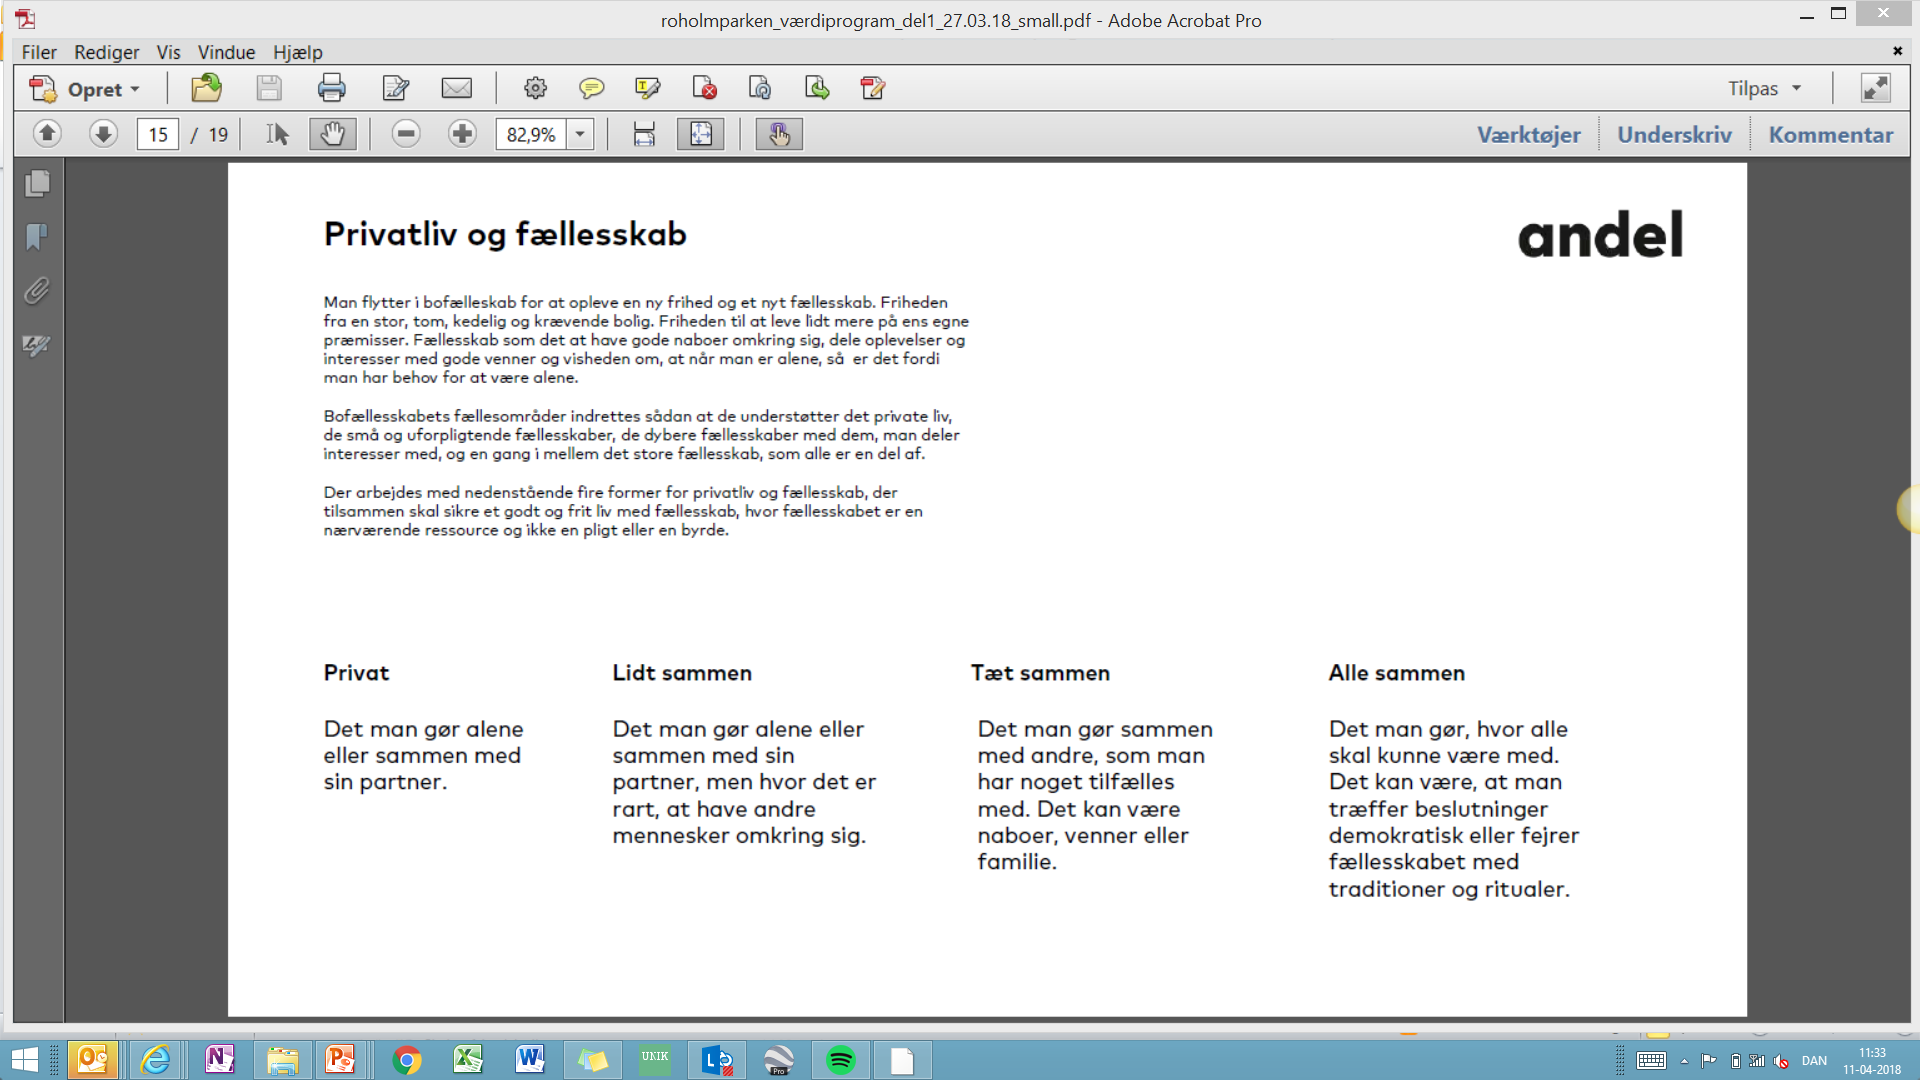 roholmparken_værdiprogram_del1_27.03.18_small.pdf - Adobe Acrobat Pro
Filer Rediger Vis Vindue Hjælp
Opret
Tilpas
15 / 19
82,9%
Værktøjer Underskriv Kommentar
Privatliv og fællesskab
andel
Man flytter i bofælleskab for at opleve en ny frihed og et nyt fællesskab. Friheden
fra en stor, tom, kedelig og krævende bolig. Friheden til at leve lidt mere på ens egne
præmisser. Fællesskab som det at have gode naboer omkring sig, dele oplevelser og
interesser med gode venner og visheden om, at når man er alene, så er det fordi
man har behov for at være alene.
Bofællesskabets fællesområder indrettes sådan at de understøtter det private liv,
de små og uforpligtende fællesskaber, de dybere fællesskaber med dem, man deler
interesser med, og en gang i mellem det store fællesskab, som alle er en del af.
Der arbejdes med nedenstående fire former for privatliv og fællesskab, der
tilsammen skal sikre et godt og frit liv med fællesskab, hvor fællesskabet er en
nærværende ressource og ikke en pligt eller en byrde.
Privat
Det man gør alene
eller sammen med
sin partner.
Lidt sammen
Det man gør alene eller
sammen med sin
partner, men hvor det er
rart, at have andre
mennesker omkring sig.
Tæt sammen
Det man gør sammen
med andre, som man
har noget tilfælles
med. Det kan være
naboer, venner eller
familie.
Alle sammen
Det man gør, hvor alle
skal kunne være med.
Det kan være, at man
træffer beslutninger
demokratisk eller fejrer
fællesskabet med
traditioner og ritualer.
UNIK
Pro
DAN
11:33
11-04-2018